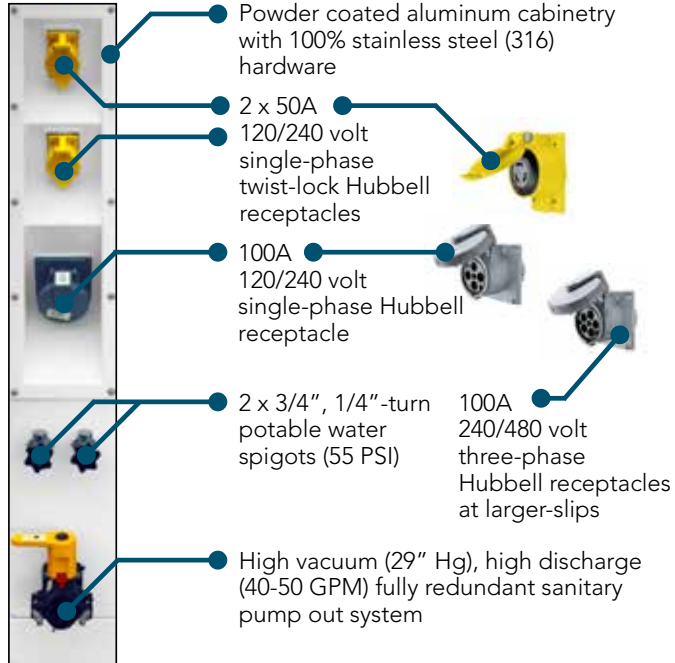 Powder coated aluminum cabinetry
with 100% stainless steel (316)
hardware
2 x 50A
120/240 volt
single-phase
twist-lock Hubbell
receptacles
100A
120/240 volt
single-phase Hubbell
receptacle
2 x 3/4”, 1/4”-turn
potable water
spigots (55 PSI)
100A
240/480 volt
three-phase
Hubbell receptacles
at larger-slips
High vacuum (29” Hg), high discharge
(40-50 GPM) fully redundant sanitary
pump out system